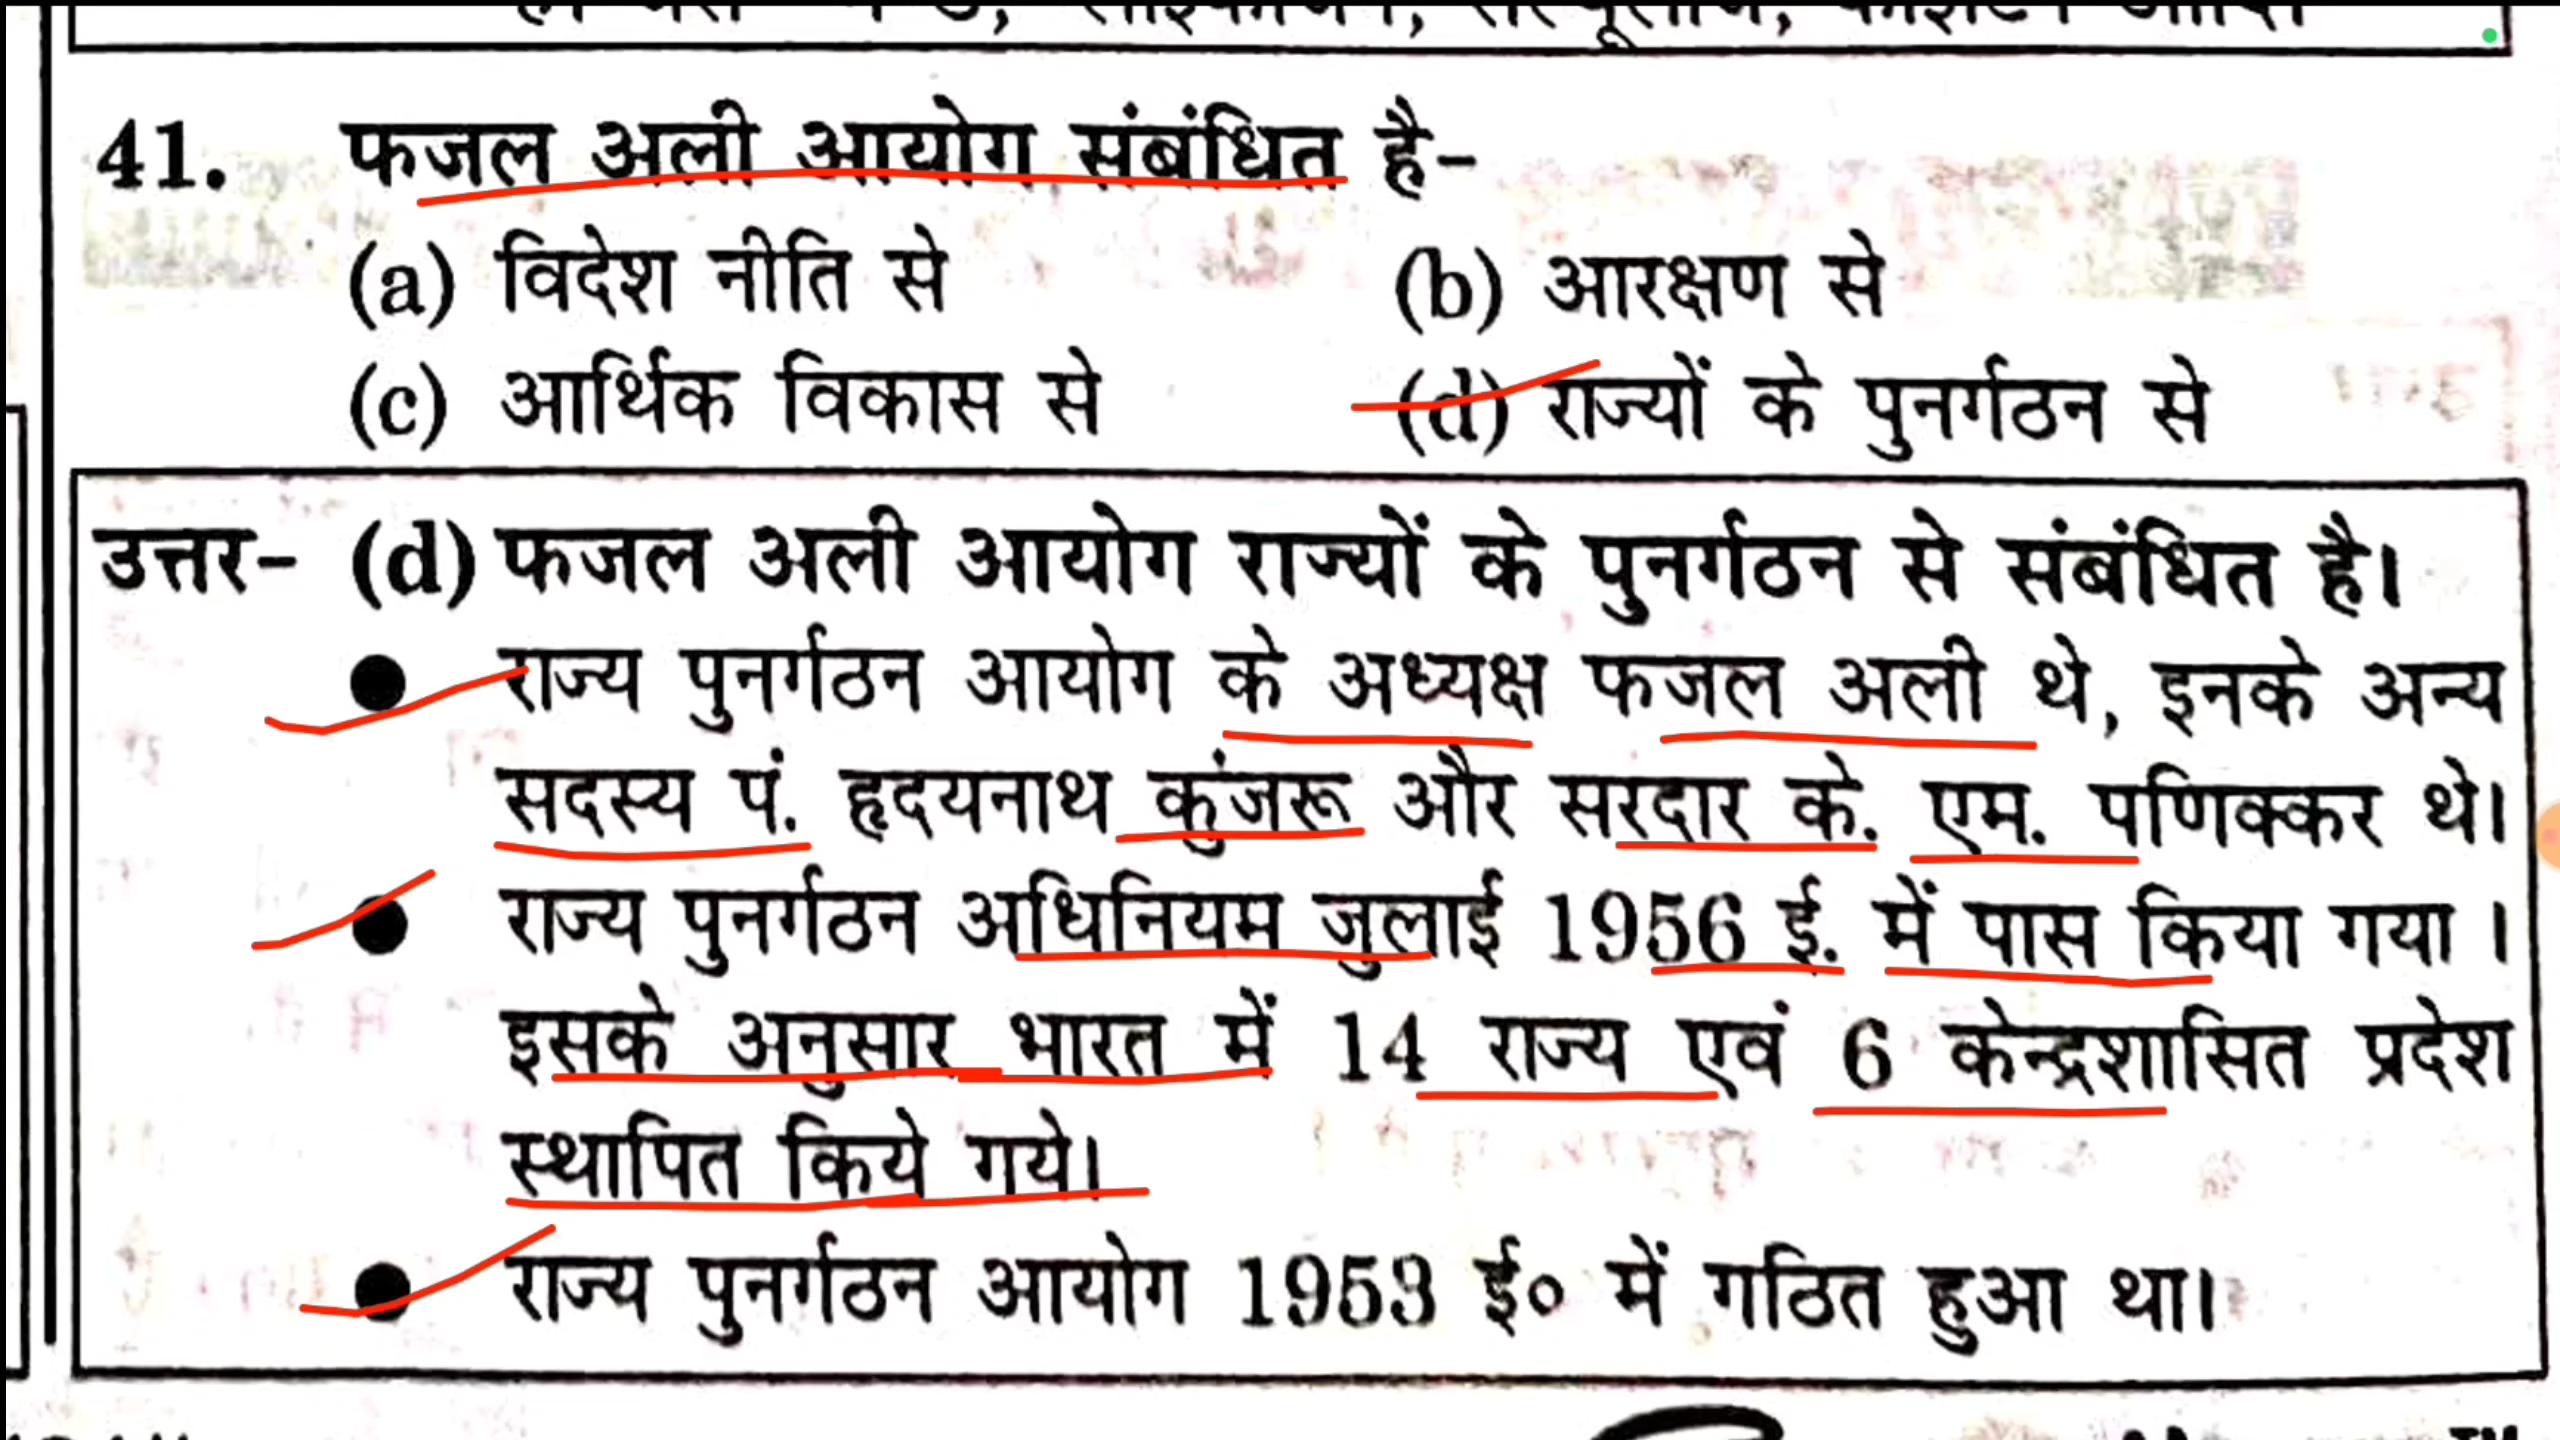 41. फजल अली आयोग संबंधित है-
(a) विदेश नीति से (b) आरक्षण से
(c) आर्थिक विकास से (d) राज्यों के पुनर्गठन से
उत्तर- (d) फजल अली आयोग राज्यों के पुनर्गठन से संबंधित है।
● राज्य पुनर्गठन आयोग के अध्यक्ष फजल अली थे, इनके अन्य
सदस्य पं. हृदयनाथ कुंजरू और सरदार के. एम. पणिक्कर थे।
● राज्य पुनर्गठन अधिनियम जुलाई 1956 ई. में पास किया गया ।
इसके अनुसार भारत में 14 राज्य एवं 6 केन्द्रशासित प्रदेश
स्थापित किये गये।
● राज्य पुनर्गठन आयोग 1953 ई० में गठित हुआ था।